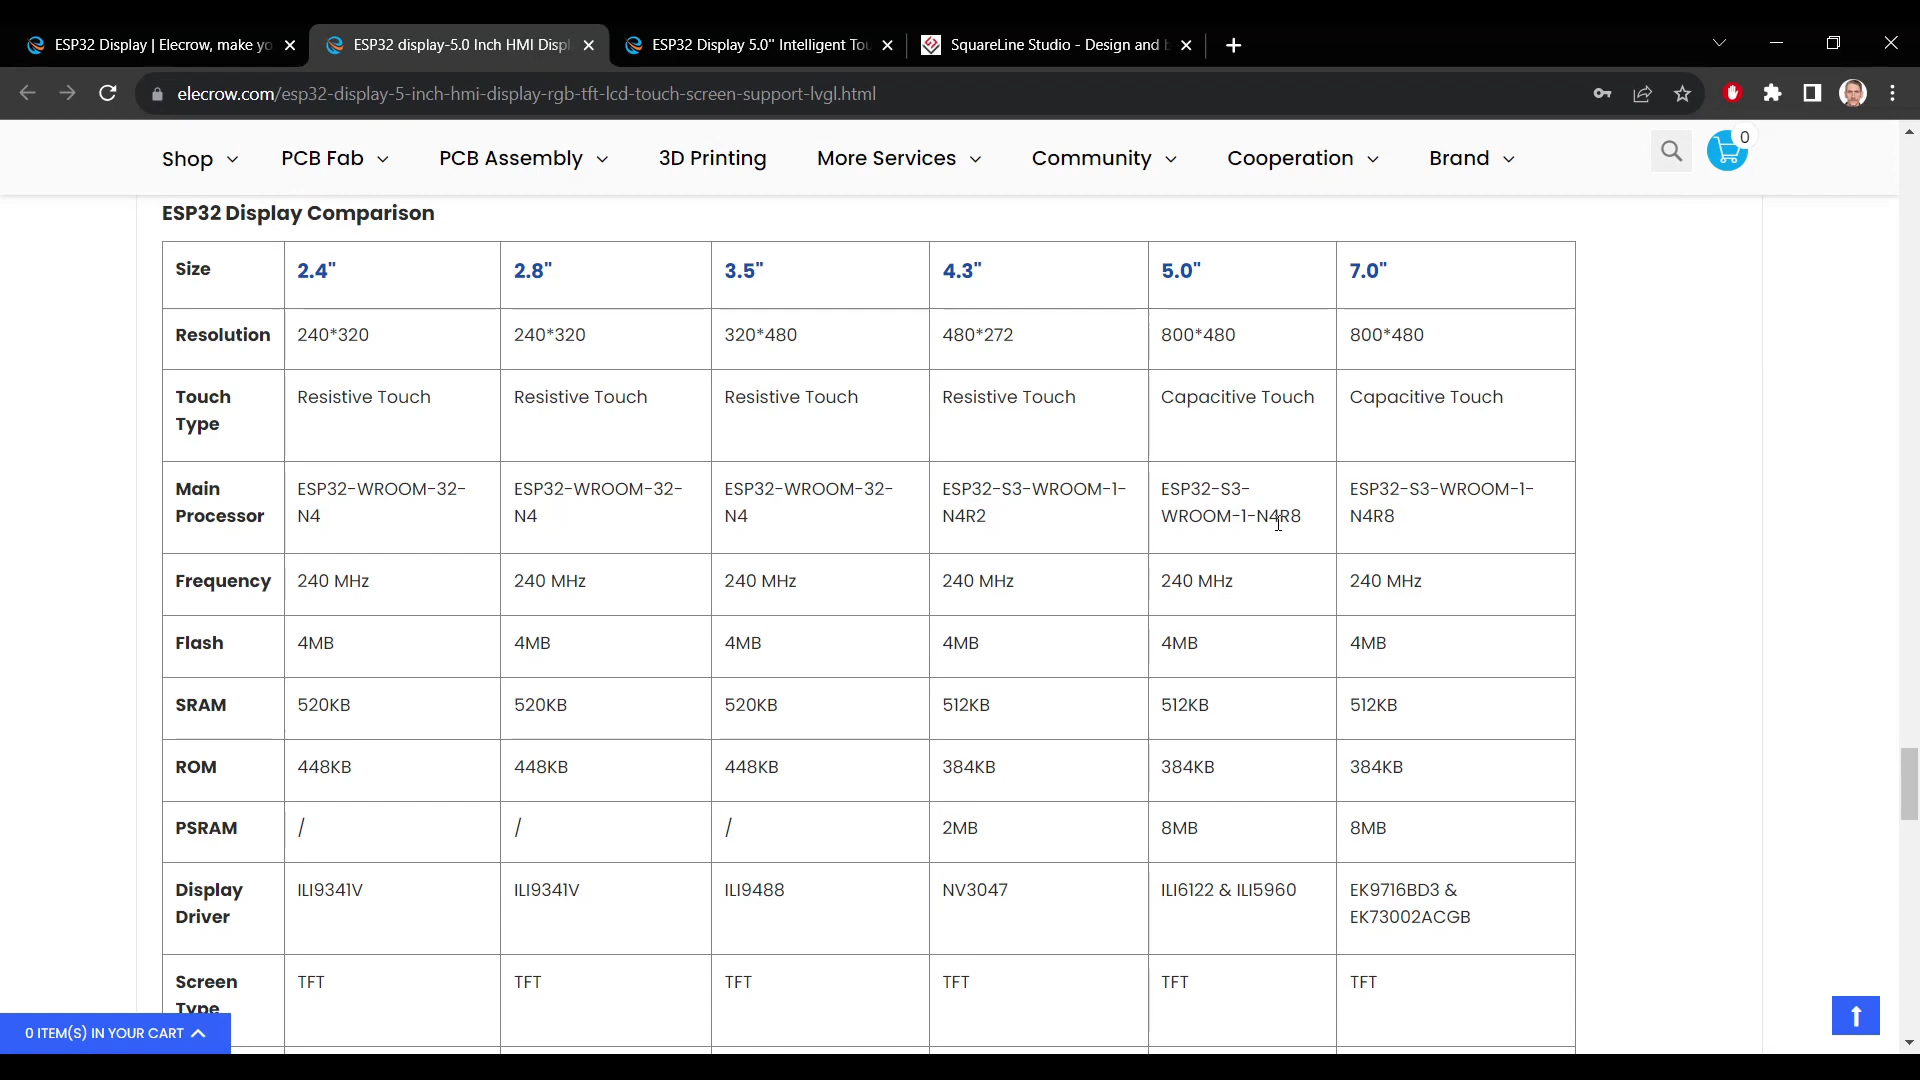 ESP32 Display | Elecrow, make yo
ESP32 display-5.0 Inch HMI Displ
ESP32 Display 5.0" Intelligent Tou
SquareLine Studio - Design and b
elecrow.com/esp32-display-5-inch-hmi-display-rgb-tft-lcd-touch-screen-support-lvgl.html
Shop PCB Fab PCB Assembly 3D Printing More Services Community Cooperation Brand 0
ESP32 Display Comparison
Size 2.4" 2.8" 3.5" 4.3" 5.0" 7.0"
Resolution 240*320 240*320 320*480 480*272 800*480 800*480
Touch Type Resistive Touch Resistive Touch Resistive Touch Resistive Touch Capacitive Touch Capacitive Touch
Main Processor ESP32-WROOM-32-N4 ESP32-WROOM-32-N4 ESP32-WROOM-32-N4 ESP32-S3-WROOM-1-N4R2 ESP32-S3-WROOM-1-N4R8 ESP32-S3-WROOM-1-N4R8
Frequency 240 MHz 240 MHz 240 MHz 240 MHz 240 MHz 240 MHz
Flash 4MB 4MB 4MB 4MB 4MB 4MB
SRAM 520KB 520KB 520KB 512KB 512KB 512KB
ROM 448KB 448KB 448KB 384KB 384KB 384KB
PSRAM / / / 2MB 8MB 8MB
Display Driver ILI9341V ILI9341V ILI9488 NV3047 ILI6122 & ILI5960 EK9716BD3 & EK73002ACGB
Screen Type TFT TFT TFT TFT TFT TFT
0 ITEM(S) IN YOUR CART